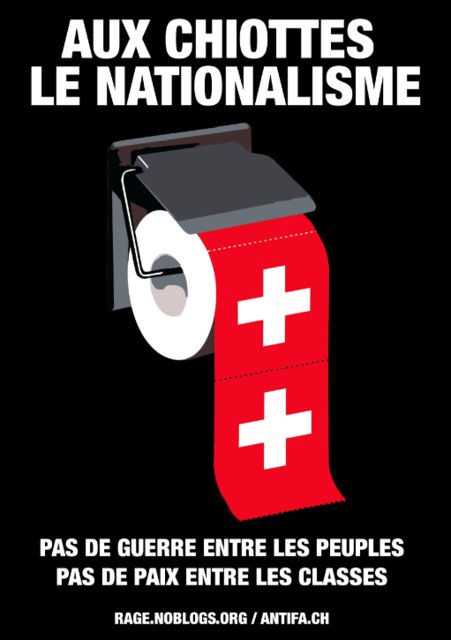 AUX CHIOTTES
LE NATIONALISME
PAS DE GUERRE ENTRE LES PEUPLES
PAS DE PAIX ENTRE LES CLASSES
RAGE.NOBLOGS.ORG / ANTIFA.CH